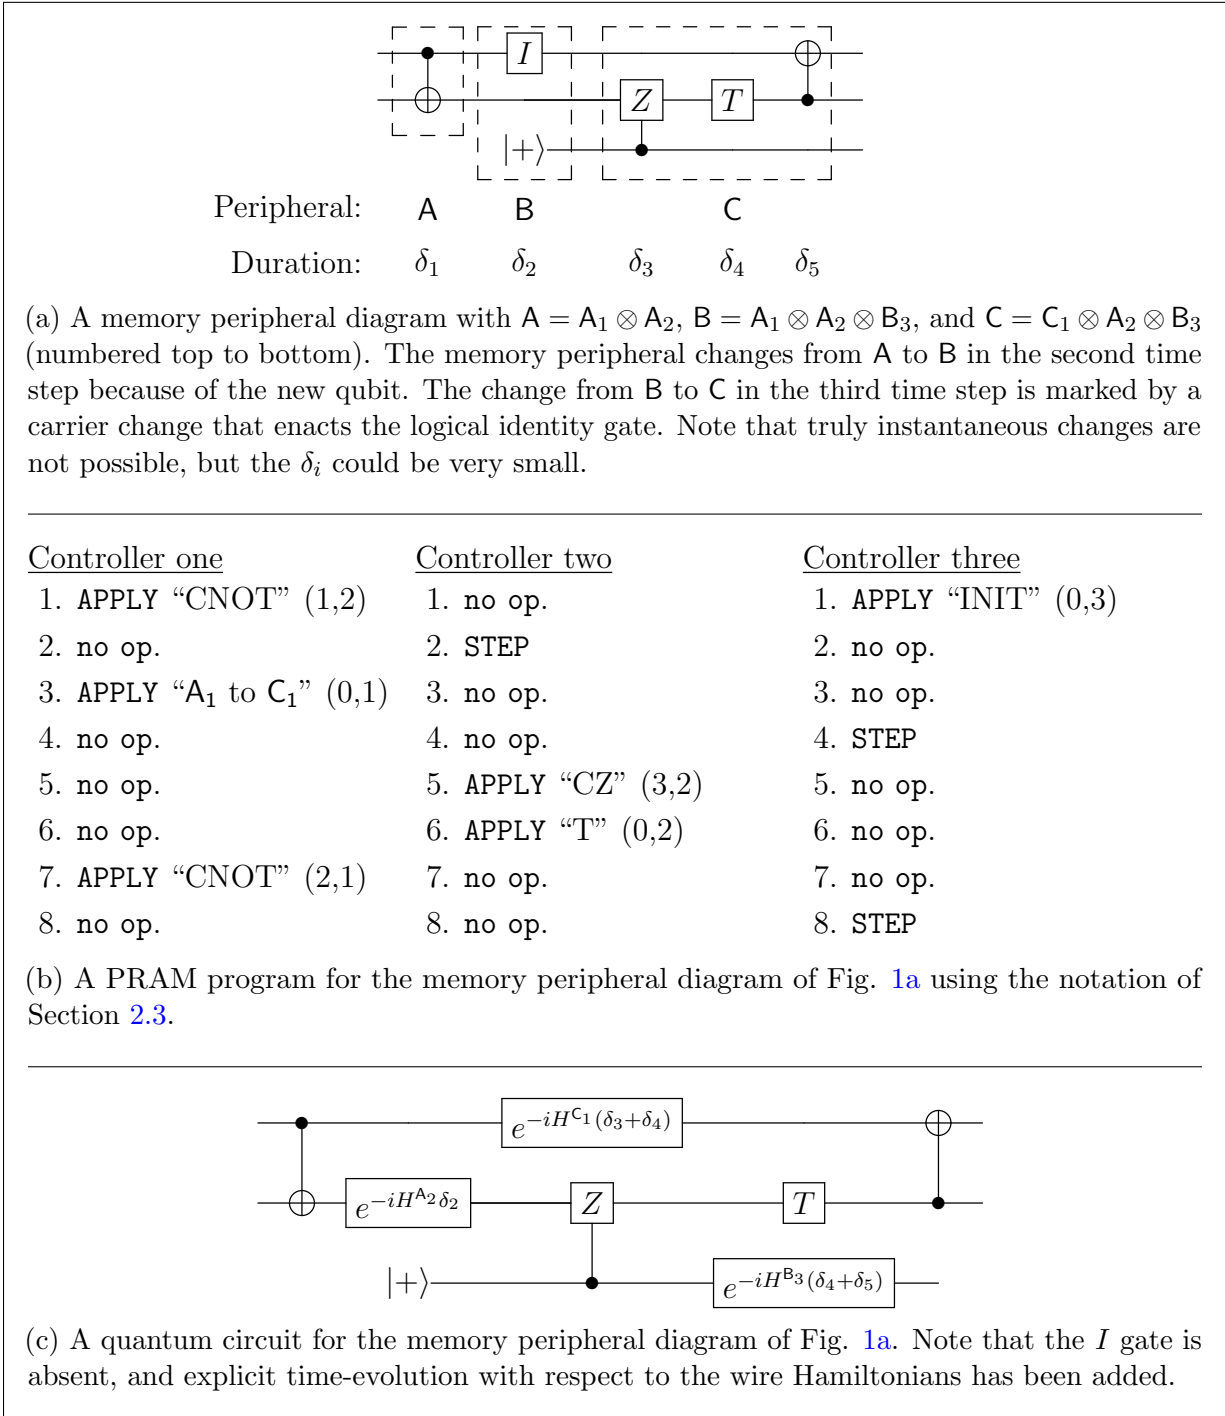 I
Z T
|+⟩
Peripheral: A B C
Duration: δ₁ δ₂ δ₃ δ₄ δ₅
(a) A memory peripheral diagram with A = A₁ ⊗ A₂, B = A₁ ⊗ A₂ ⊗ B₃, and C = C₁ ⊗ A₂ ⊗ B₃
(numbered top to bottom). The memory peripheral changes from A to B in the second time
step because of the new qubit. The change from B to C in the third time step is marked by a
carrier change that enacts the logical identity gate. Note that truly instantaneous changes are
not possible, but the δᵢ could be very small.
Controller one
1. APPLY “CNOT” (1,2)
2. no op.
3. APPLY “A₁ to C₁” (0,1)
4. no op.
5. no op.
6. no op.
7. APPLY “CNOT” (2,1)
8. no op.
Controller two
1. no op.
2. STEP
3. no op.
4. no op.
5. APPLY “CZ” (3,2)
6. APPLY “T” (0,2)
7. no op.
8. no op.
Controller three
1. APPLY “INIT” (0,3)
2. no op.
3. no op.
4. STEP
5. no op.
6. no op.
7. no op.
8. STEP
(b) A PRAM program for the memory peripheral diagram of Fig. 1a using the notation of
Section 2.3.
e^{-iH^{C₁}(δ₃+δ₄)}
e^{-iH^{A₂}δ₂} Z T
|+⟩ e^{-iH^{B₃}(δ₄+δ₅)}
(c) A quantum circuit for the memory peripheral diagram of Fig. 1a. Note that the I gate is
absent, and explicit time-evolution with respect to the wire Hamiltonians has been added.